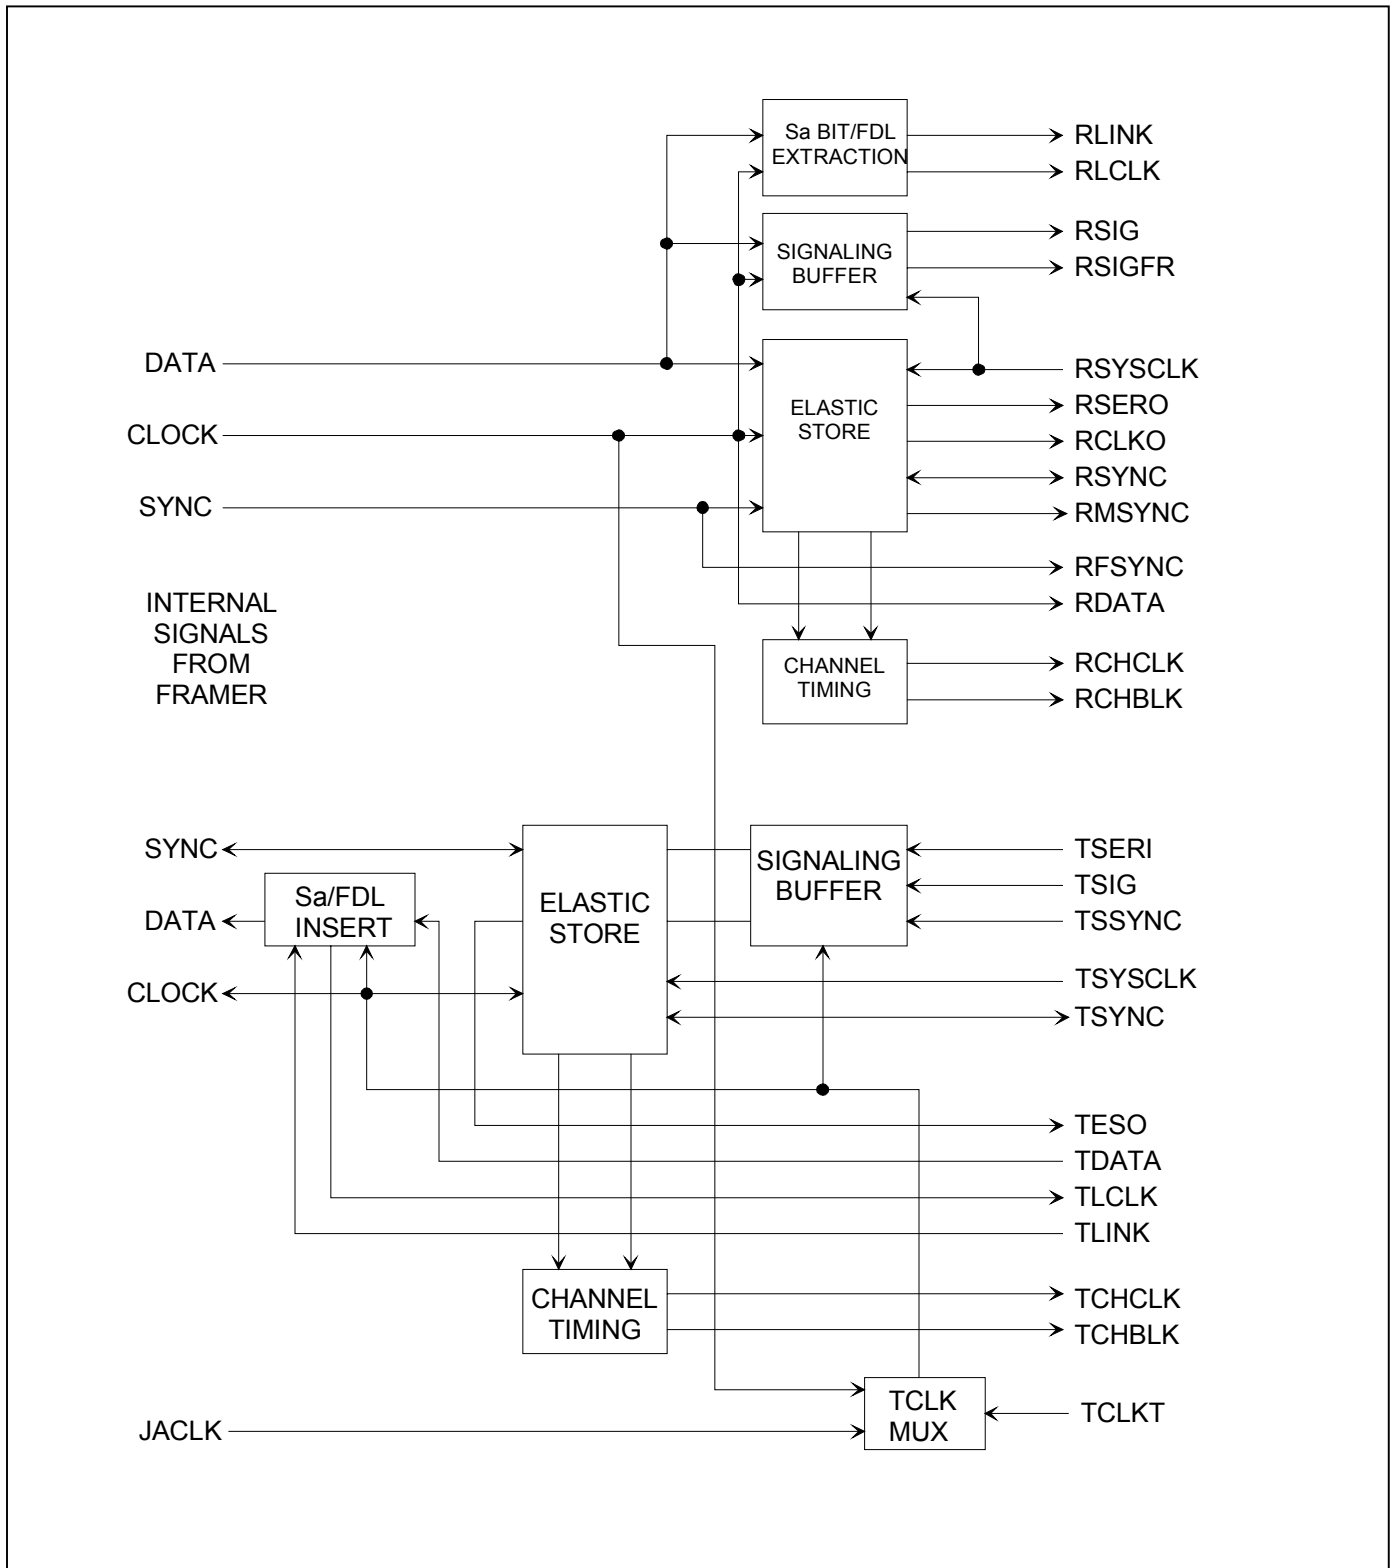 Sa BIT/FDL
EXTRACTION
RLINK
RLCLK
SIGNALING
BUFFER
RSIG
RSIGFR
DATA
CLOCK
SYNC
ELASTIC
STORE
RSYSCLK
RSERO
RCLKO
RSYNC
RMSYNC
RFSYNC
RDATA
INTERNAL
SIGNALS
FROM
FRAMER
CHANNEL
TIMING
RCHCLK
RCHBLK
SYNC
DATA
CLOCK
Sa/FDL
INSERT
ELASTIC
STORE
SIGNALING
BUFFER
TSERI
TSIG
TSSYNC
TSYSCLK
TSYNC
TESO
TDATA
TLCLK
TLINK
CHANNEL
TIMING
TCHCLK
TCHBLK
JACLK
TCLK
MUX
TCLKT